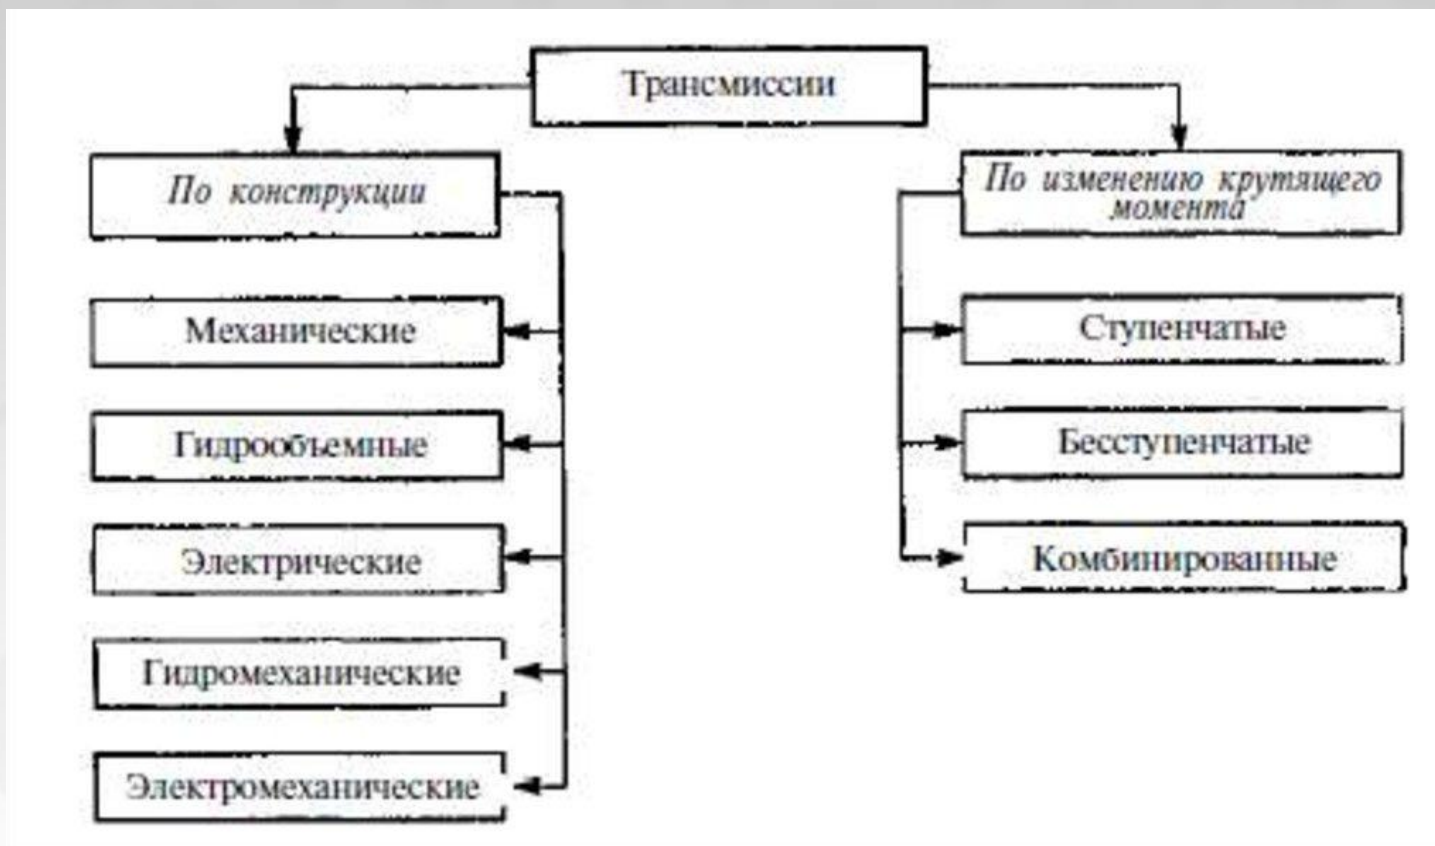 Трансмиссии
По конструкции
Механические
Гидрообъемные
Электрические
Гидромеханические
Электромеханические
По изменению крутящего
момента
Ступенчатые
Бесступенчатые
Комбинированные